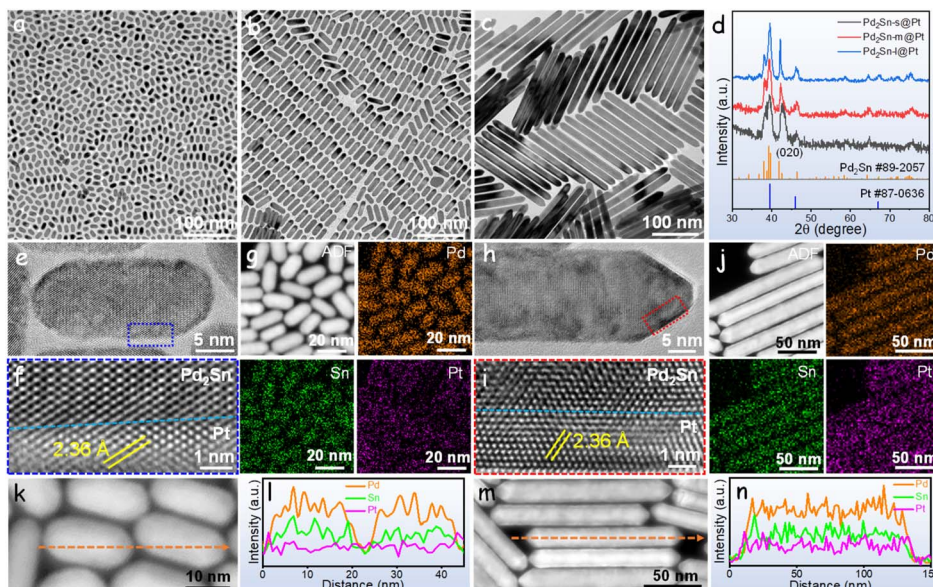 a
100 nm
b
100 nm
c
100 nm
d
Pd₂Sn-s@Pt
Pd₂Sn-m@Pt
Pd₂Sn-l@Pt
Intensity (a.u.)
(020)
Pd₂Sn #89-2057
Pt #87-0636
30 40 50 60 70 80
2θ (degree)
e
5 nm
g
ADF
20 nm
Pd
20 nm
h
5 nm
j
ADF
50 nm
Pd
50 nm
f
Pd₂Sn
Pt
2.36 Å
1 nm
Sn
20 nm
Pt
20 nm
i
Pd₂Sn
Pt
2.36 Å
1 nm
Sn
50 nm
Pt
50 nm
k
10 nm
l
Pd
Sn
Pt
Intensity (a.u.)
0 10 20 30 40
Distance (nm)
m
50 nm
n
Pd
Sn
Pt
Intensity (a.u.)
0 50 100 15
Distance (nm)